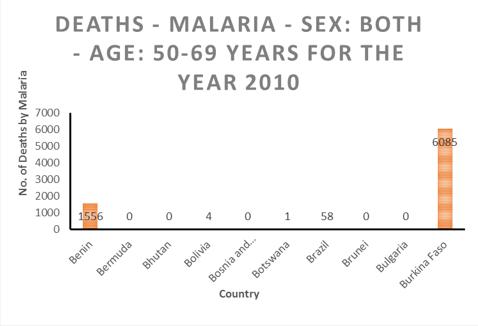 DEATHS - MALARIA - SEX: BOTH
- AGE: 50-69 YEARS FOR THE
YEAR 2010
No. of Deaths by Malaria
7000
6000
5000
4000
3000
2000
1000
0
1556
0
0
4
0
1
58
0
0
6085
Benin
Bermuda
Bhutan
Bolivia
Bosnia and...
Botswana
Brazil
Brunei
Bulgaria
Burkina Faso
Country